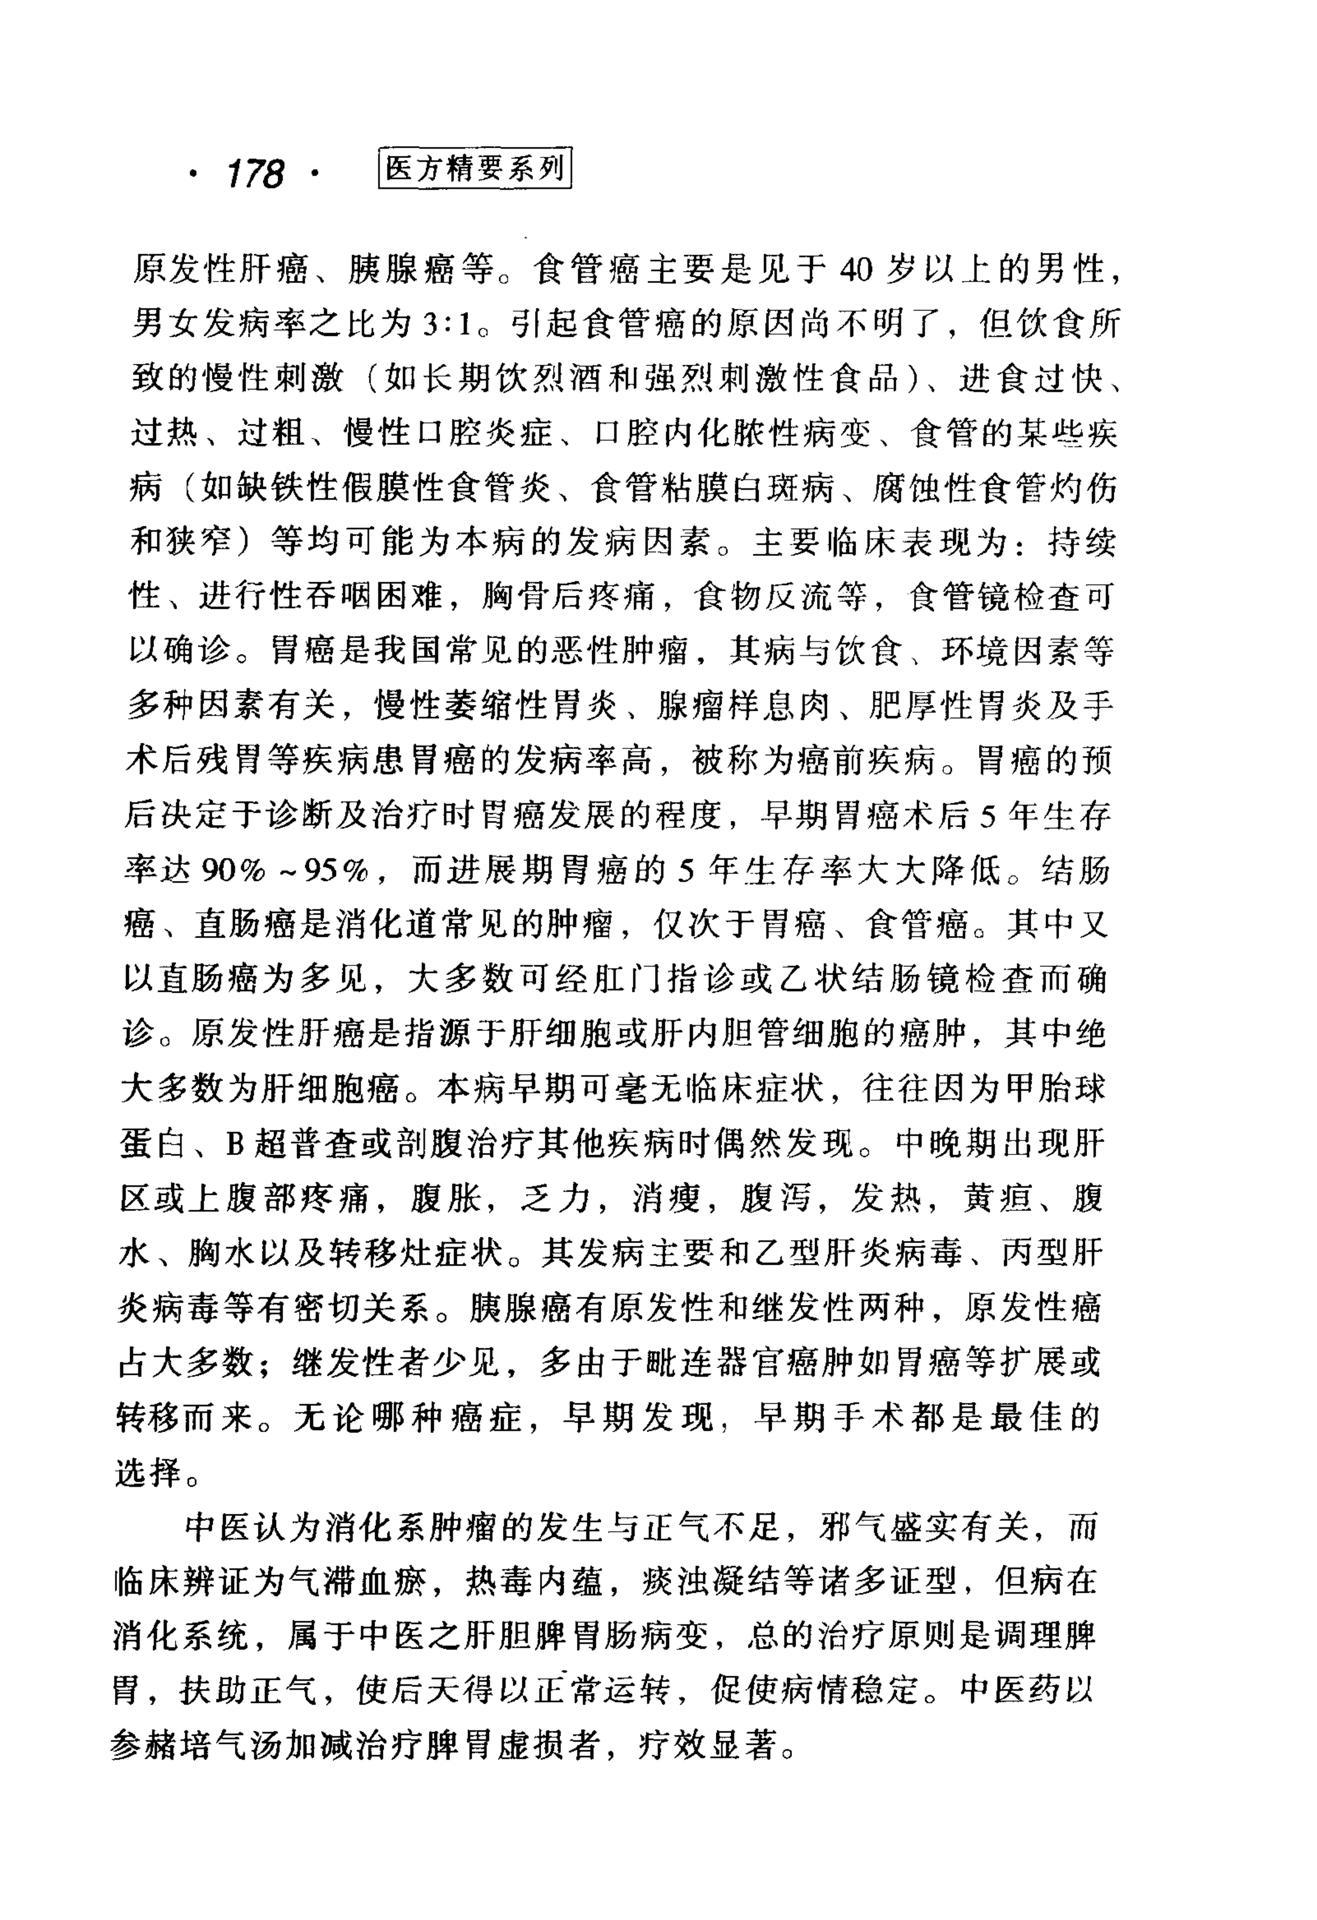 · 178 · 医方精要系列
原发性肝癌、胰腺癌等。食管癌主要是见于 40 岁以上的男性，
男女发病率之比为 3:1。引起食管癌的原因尚不明了，但饮食所
致的慢性刺激（如长期饮烈酒和强烈刺激性食品）、进食过快、
过热、过粗、慢性口腔炎症、口腔内化脓性病变、食管的某些疾
病（如缺铁性假膜性食管炎、食管粘膜白斑病、腐蚀性食管灼伤
和狭窄）等均可能为本病的发病因素。主要临床表现为：持续
性、进行性吞咽困难，胸骨后疼痛，食物反流等，食管镜检查可
以确诊。胃癌是我国常见的恶性肿瘤，其病与饮食、环境因素等
多种因素有关，慢性萎缩性胃炎、腺瘤样息肉、肥厚性胃炎及手
术后残胃等疾病患胃癌的发病率高，被称为癌前疾病。胃癌的预
后决定于诊断及治疗时胃癌发展的程度，早期胃癌术后 5 年生存
率达 90% ~95%，而进展期胃癌的 5 年生存率大大降低。结肠
癌、直肠癌是消化道常见的肿瘤，仅次于胃癌、食管癌。其中又
以直肠癌为多见，大多数可经肛门指诊或乙状结肠镜检查而确
诊。原发性肝癌是指源于肝细胞或肝内胆管细胞的癌肿，其中绝
大多数为肝细胞癌。本病早期可毫无临床症状，往往因为甲胎球
蛋白、B 超普查或剖腹治疗其他疾病时偶然发现。中晚期出现肝
区或上腹部疼痛，腹胀，乏力，消瘦，腹泻，发热，黄疸、腹
水、胸水以及转移灶症状。其发病主要和乙型肝炎病毒、丙型肝
炎病毒等有密切关系。胰腺癌有原发性和继发性两种，原发性癌
占大多数；继发性者少见，多由于毗连器官癌肿如胃癌等扩展或
转移而来。无论哪种癌症，早期发现，早期手术都是最佳的
选择。
中医认为消化系肿瘤的发生与正气不足，邪气盛实有关，而
临床辨证为气滞血瘀，热毒内蕴，痰浊凝结等诸多证型，但病在
消化系统，属于中医之肝胆脾胃肠病变，总的治疗原则是调理脾
胃，扶助正气，使后天得以正常运转，促使病情稳定。中医药以
参赭培气汤加减治疗脾胃虚损者，疗效显著。